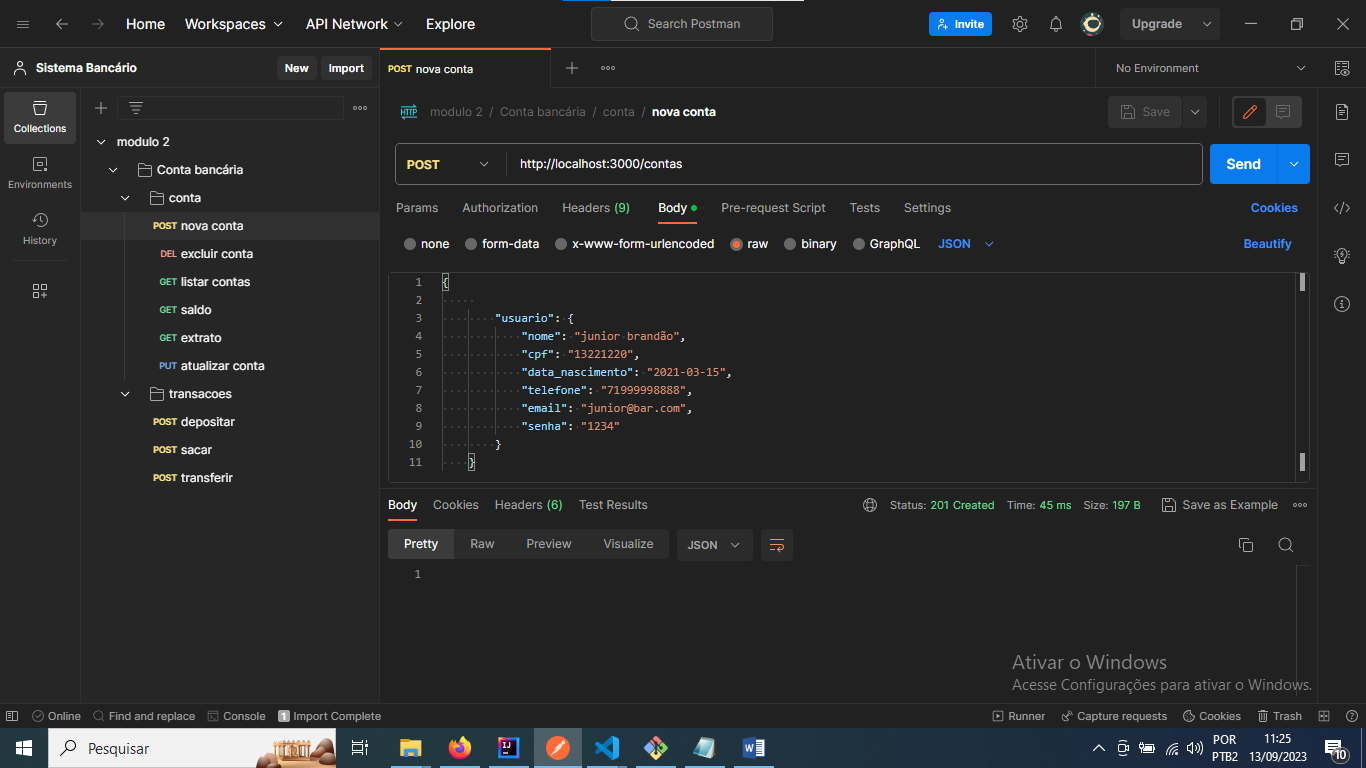 Home Workspaces API Network Explore Search Postman Invite Upgrade
Sistema Bancário New Import POST nova conta No Environment
Collections
Environments
History
modulo 2
Conta bancária
conta
POST nova conta
DEL excluir conta
GET listar contas
GET saldo
GET extrato
PUT atualizar conta
transacoes
POST depositar
POST sacar
POST transferir
HTTP modulo 2 / Conta bancária / conta / nova conta Save
POST http://localhost:3000/contas Send
Params Authorization Headers (9) Body Pre-request Script Tests Settings Cookies
none form-data x-www-form-urlencoded raw binary GraphQL JSON Beautify
1 {
2
3 "usuario": {
4 "nome": "junior brandão",
5 "cpf": "13221220",
6 "data_nascimento": "2021-03-15",
7 "telefone": "71999998888",
8 "email": "junior@bar.com",
9 "senha": "1234"
10 }
11 }
Body Cookies Headers (6) Test Results Status: 201 Created Time: 45 ms Size: 197 B Save as Example
Pretty Raw Preview Visualize JSON
1
Ativar o Windows
Acesse Configurações para ativar o Windows.
Online Find and replace Console 1 Import Complete Runner Capture requests Cookies Trash
Pesquisar
POR
PTB2
11:25
13/09/2023
10